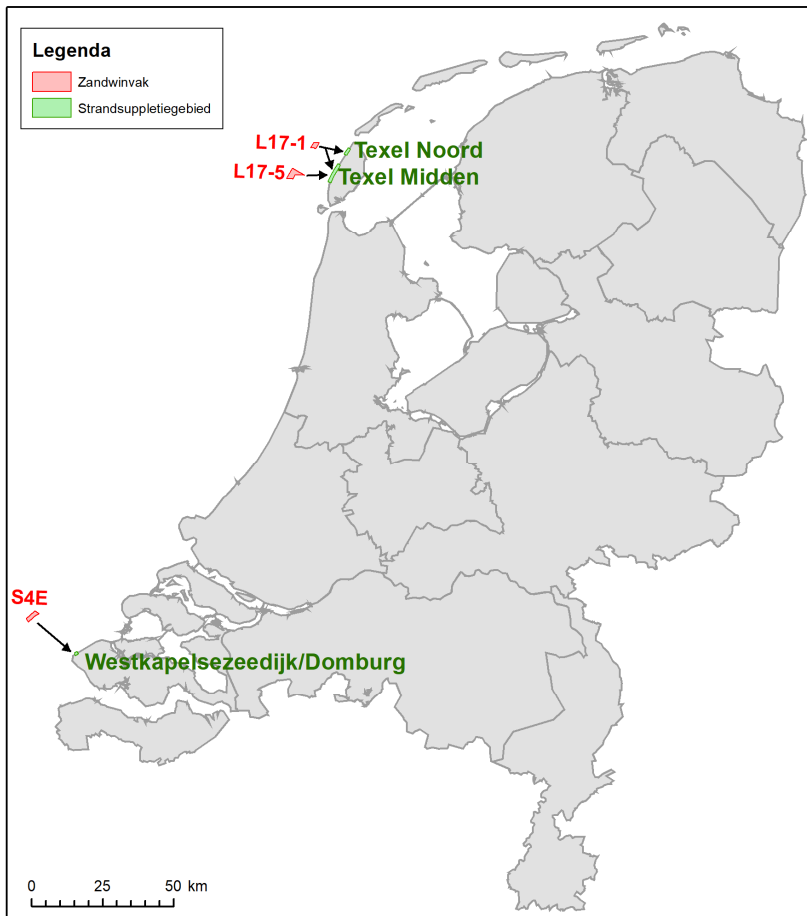 Legenda
Zandwinvak
Strandsuppletiegebied
L17-1
Texel Noord
L17-5
Texel Midden
S4E
Westkapelsezeedijk/Domburg
0 25 50 km